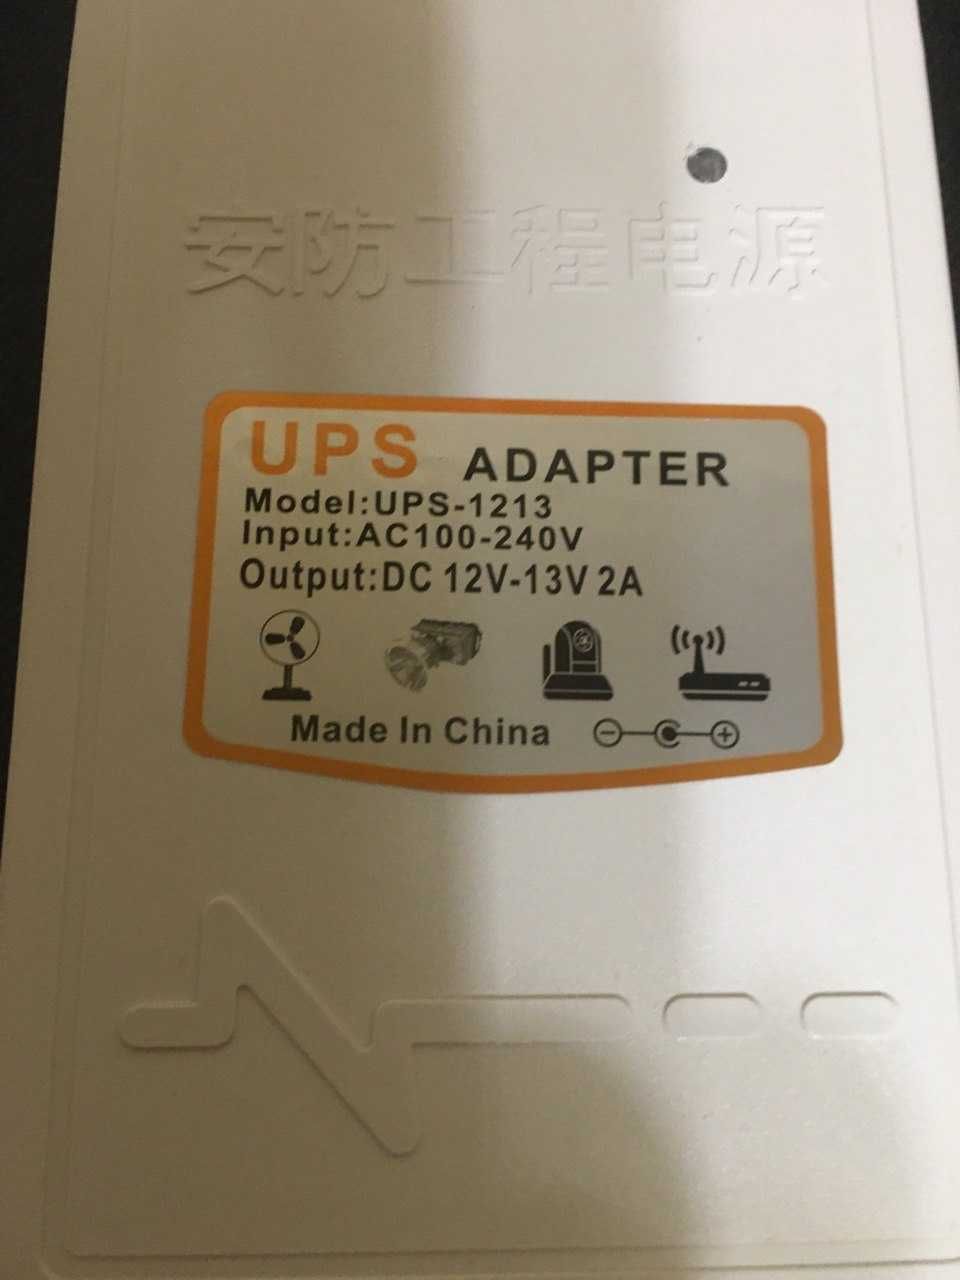 安防工程电源
UPS ADAPTER
Model:UPS-1213
Input:AC100-240V
Output:DC 12V-13V 2A
Made In China